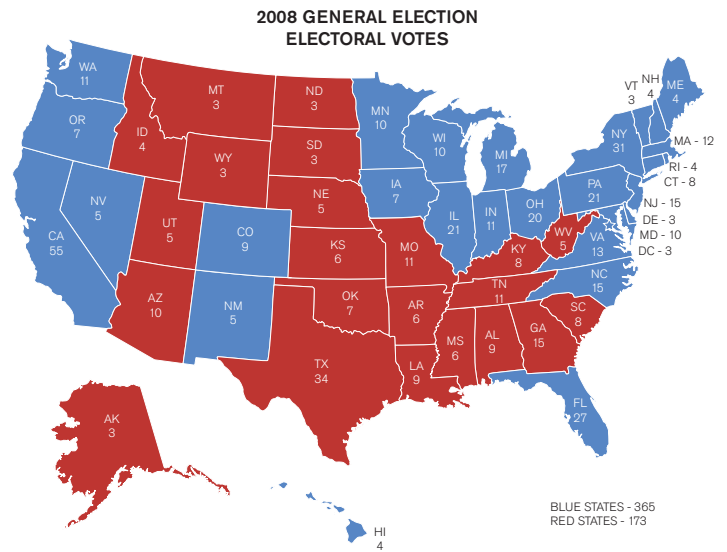 2008 GENERAL ELECTION
ELECTORAL VOTES
WA
11
OR
7
CA
55
NV
5
ID
4
MT
3
WY
3
UT
5
AZ
10
CO
9
NM
5
ND
3
SD
3
NE
5
KS
6
OK
7
TX
34
MN
10
IA
7
MO
11
AR
6
LA
9
WI
10
IL
21
MI
17
IN
11
OH
20
KY
8
TN
11
MS
6
AL
9
GA
15
FL
27
SC
8
NC
15
VA
13
WV
5
PA
21
NY
31
VT
3
NH
4
ME
4
MA - 12
RI - 4
CT - 8
NJ - 15
DE - 3
MD - 10
DC - 3
AK
3
HI
4
BLUE STATES - 365
RED STATES - 173